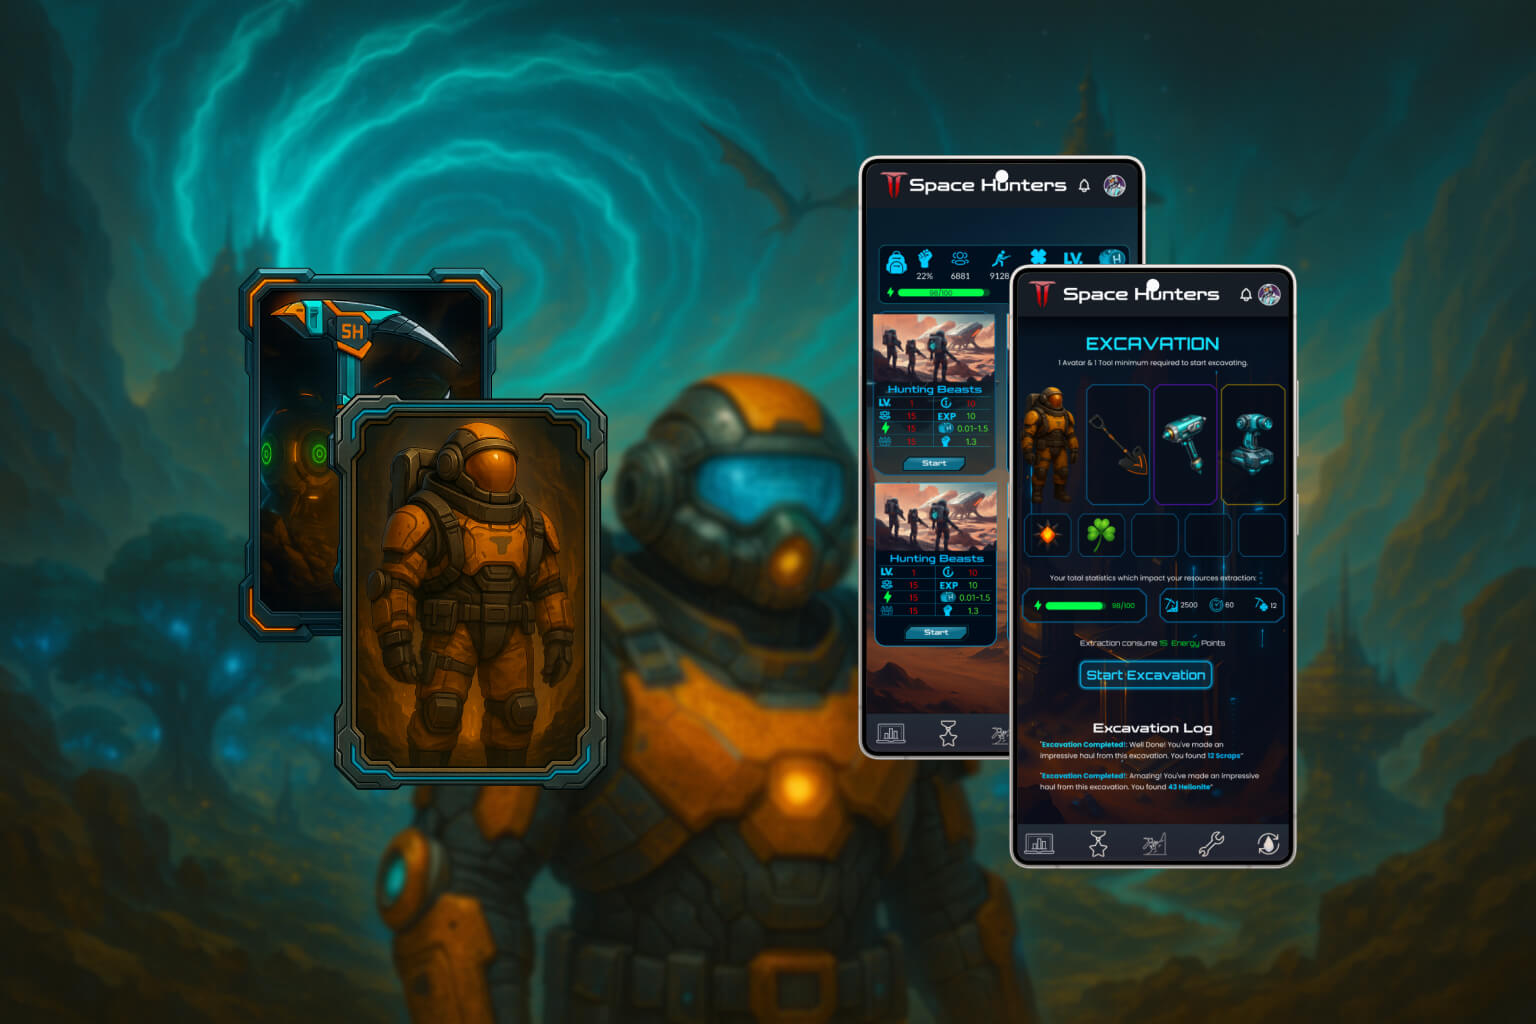 SH
Space Hunters
22%
6881
9128
LV.
H
98/100
Hunting Beasts
LV. 1 10
15 EXP 10
15 0.01-1.5
15 1.3
Start
Hunting Beasts
LV. 1 10
15 EXP 10
15 0.01-1.5
15 1.3
Start
Space Hunters
EXCAVATION
1 Avatar & 1 Tool minimum required to start excavating.
Your total statistics which impact your resources extraction:
98/100
2500 60 12
Extraction consume 15 Energy Points
Start Excavation
Excavation Log
"Excavation Completed!: Well Done! You've made an
impressive haul from this excavation. You found 12 Scraps"
"Excavation Completed!: Amazing! You've made an impressive
haul from this excavation. You found 43 Helionite"